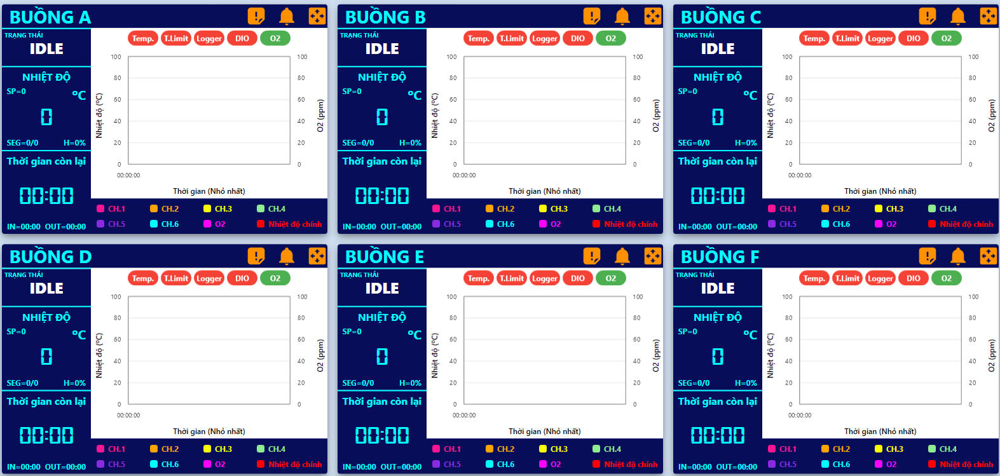 BUỒNG A
TRẠNG THÁI
IDLE
NHIỆT ĐỘ
SP=0
ºC
0
SEG=0/0 H=0%
Thời gian còn lại
00:00
IN=00:00 OUT=00:00
Temp. T.Limit Logger DIO O2
Nhiệt độ (ºC)
100
80
60
40
20
0
100
80
60
40
20
0
O2 (ppm)
00:00:00
Thời gian (Nhỏ nhất)
CH.1 CH.2 CH.3 CH.4
CH.5 CH.6 O2 Nhiệt độ chính
BUỒNG B
TRẠNG THÁI
IDLE
NHIỆT ĐỘ
SP=0
ºC
0
SEG=0/0 H=0%
Thời gian còn lại
00:00
IN=00:00 OUT=00:00
Temp. T.Limit Logger DIO O2
Nhiệt độ (ºC)
100
80
60
40
20
0
100
80
60
40
20
0
O2 (ppm)
00:00:00
Thời gian (Nhỏ nhất)
CH.1 CH.2 CH.3 CH.4
CH.5 CH.6 O2 Nhiệt độ chính
BUỒNG C
TRẠNG THÁI
IDLE
NHIỆT ĐỘ
SP=0
ºC
0
SEG=0/0 H=0%
Thời gian còn lại
00:00
IN=00:00 OUT=00:00
Temp. T.Limit Logger DIO O2
Nhiệt độ (ºC)
100
80
60
40
20
0
100
80
60
40
20
0
O2 (ppm)
00:00:00
Thời gian (Nhỏ nhất)
CH.1 CH.2 CH.3 CH.4
CH.5 CH.6 O2 Nhiệt độ chính
BUỒNG D
TRẠNG THÁI
IDLE
NHIỆT ĐỘ
SP=0
ºC
0
SEG=0/0 H=0%
Thời gian còn lại
00:00
IN=00:00 OUT=00:00
Temp. T.Limit Logger DIO O2
Nhiệt độ (ºC)
100
80
60
40
20
0
100
80
60
40
20
0
O2 (ppm)
00:00:00
Thời gian (Nhỏ nhất)
CH.1 CH.2 CH.3 CH.4
CH.5 CH.6 O2 Nhiệt độ chính
BUỒNG E
TRẠNG THÁI
IDLE
NHIỆT ĐỘ
SP=0
ºC
0
SEG=0/0 H=0%
Thời gian còn lại
00:00
IN=00:00 OUT=00:00
Temp. T.Limit Logger DIO O2
Nhiệt độ (ºC)
100
80
60
40
20
0
100
80
60
40
20
0
O2 (ppm)
00:00:00
Thời gian (Nhỏ nhất)
CH.1 CH.2 CH.3 CH.4
CH.5 CH.6 O2 Nhiệt độ chính
BUỒNG F
TRẠNG THÁI
IDLE
NHIỆT ĐỘ
SP=0
ºC
0
SEG=0/0 H=0%
Thời gian còn lại
00:00
IN=00:00 OUT=00:00
Temp. T.Limit Logger DIO O2
Nhiệt độ (ºC)
100
80
60
40
20
0
100
80
60
40
20
0
O2 (ppm)
00:00:00
Thời gian (Nhỏ nhất)
CH.1 CH.2 CH.3 CH.4
CH.5 CH.6 O2 Nhiệt độ chính